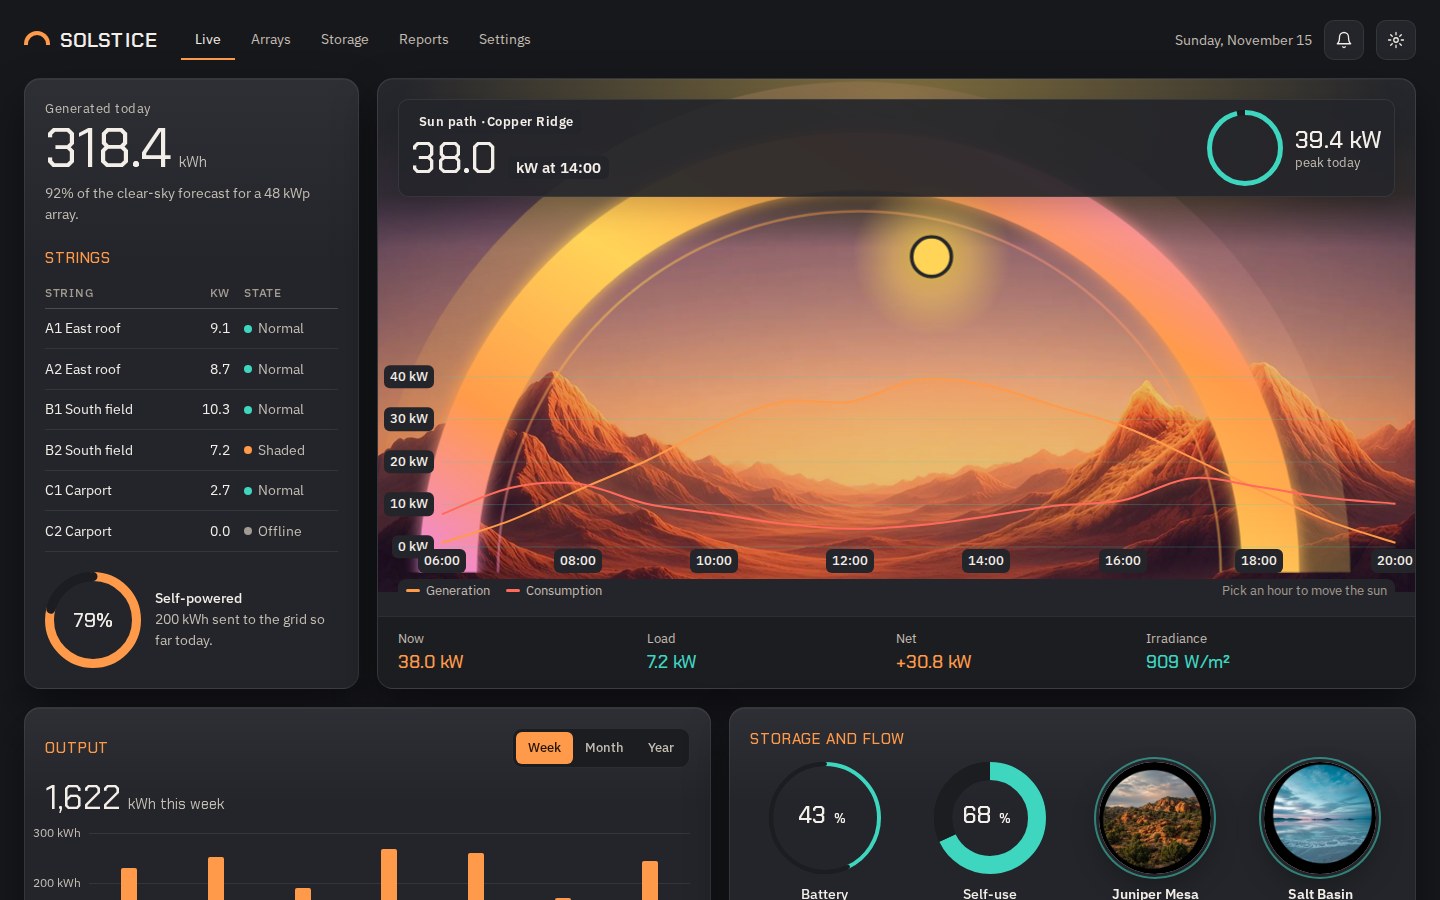 SOLSTICE
Live Arrays Storage Reports Settings
Sunday, November 15
Generated today
318.4 kWh
92% of the clear-sky forecast for a 48 kWp
array.
STRINGS
STRING KW STATE
A1 East roof 9.1 Normal
A2 East roof 8.7 Normal
B1 South field 10.3 Normal
B2 South field 7.2 Shaded
C1 Carport 2.7 Normal
C2 Carport 0.0 Offline
79%
Self-powered
200 kWh sent to the grid so
far today.
Sun path · Copper Ridge
38.0 kW at 14:00
39.4 kW
peak today
40 kW
30 kW
20 kW
10 kW
0 kW
06:00 08:00 10:00 12:00 14:00 16:00 18:00 20:00
Generation Consumption
Pick an hour to move the sun
Now Load Net Irradiance
38.0 kW 7.2 kW +30.8 kW 909 W/m²
OUTPUT
Week Month Year
1,622 kWh this week
300 kWh
200 kWh
STORAGE AND FLOW
43 % 68 %
Battery Self-use Juniper Mesa Salt Basin